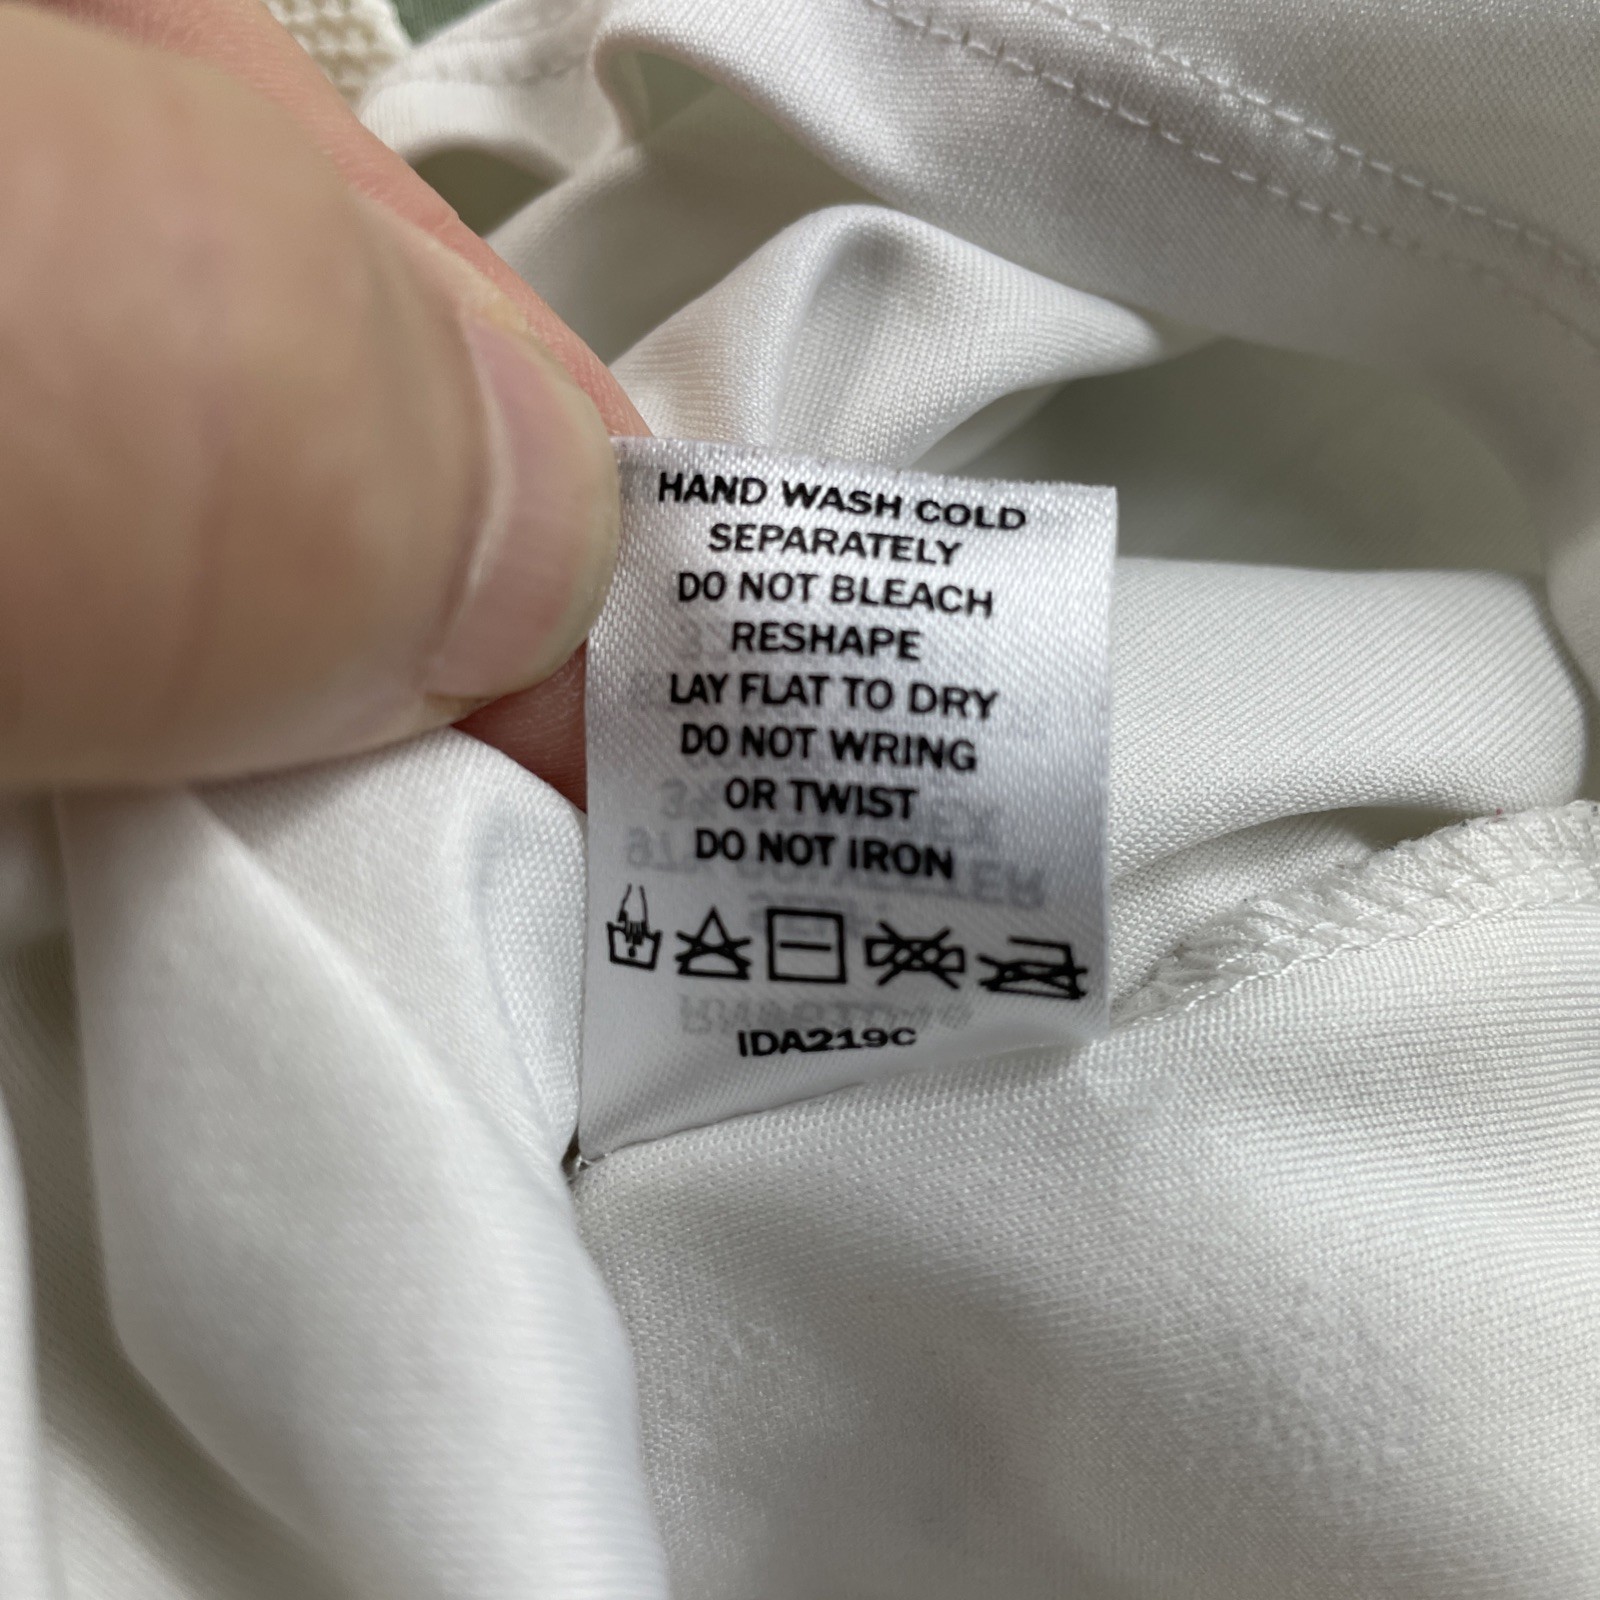 HAND WASH COLD
SEPARATELY
DO NOT BLEACH
RESHAPE
LAY FLAT TO DRY
DO NOT WRING
OR TWIST
DO NOT IRON
IDA219C